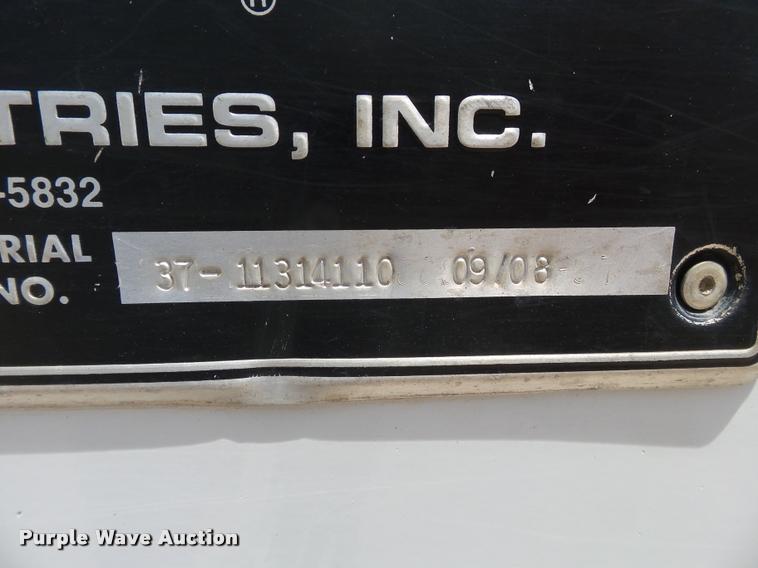 ®
TRIES, INC.
-5832
RIAL
NO.
37-11314110 09/08
Purple Wave Auction